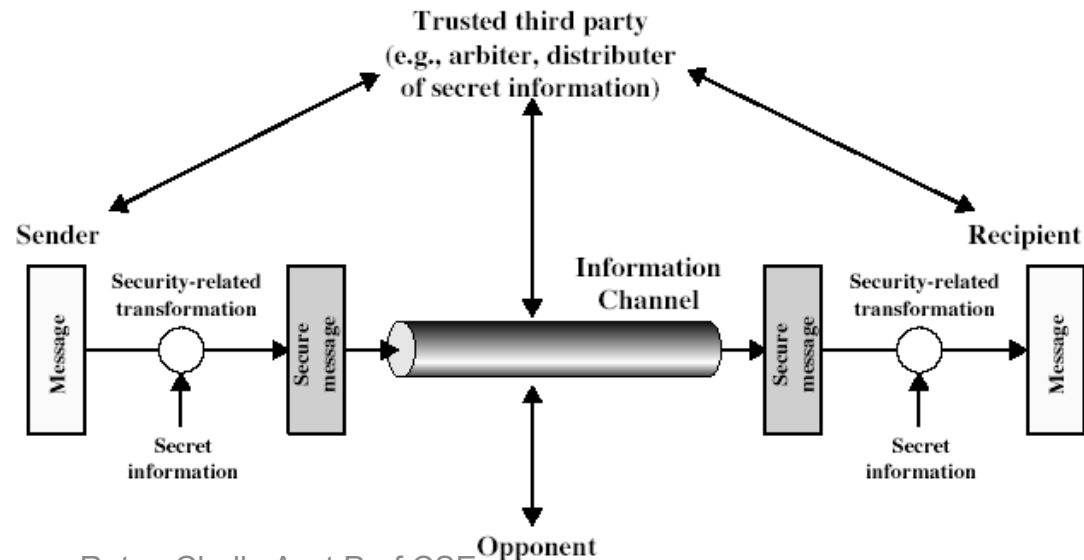 Trusted third party
(e.g., arbiter, distributer
of secret information)
Sender
Recipient
Message
Security-related
transformation
Secret
information
Secure
message
Information
Channel
Secure
message
Security-related
transformation
Secret
information
Message
Opponent